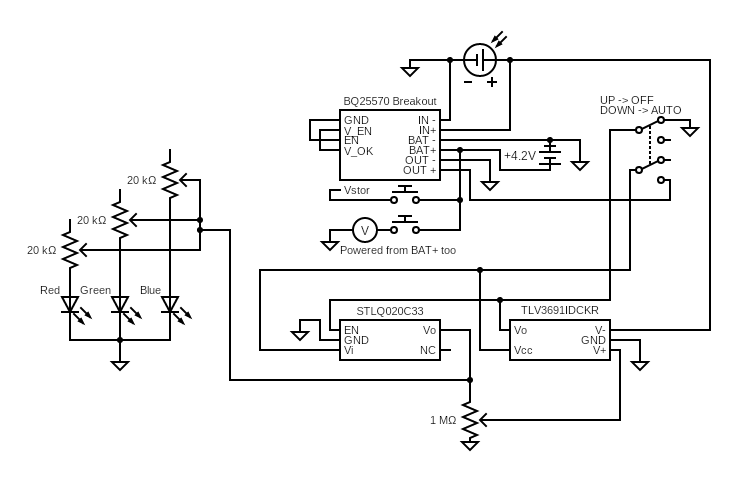 UP -> OFF
DOWN -> AUTO
BQ25570 Breakout
GND
V_EN
EN
V_OK
IN -
IN+
BAT -
BAT+
OUT -
OUT +
+4.2V
- +
Vstor
V
Powered from BAT+ too
20 kΩ
20 kΩ
20 kΩ
Red
Green
Blue
STLQ020C33
EN
GND
Vi
Vo
NC
TLV3691IDCKR
Vo
Vcc
V-
GND
V+
1 MΩ